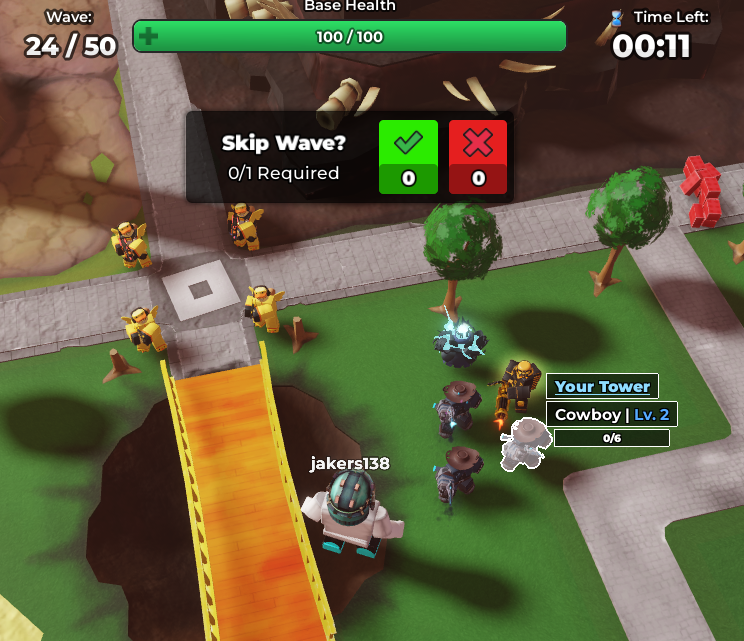 Base Health
Wave:
24 / 50
100 / 100
Time Left:
00:11
Skip Wave?
0/1 Required
0
0
Your Tower
Cowboy | Lv. 2
0/6
jakers138